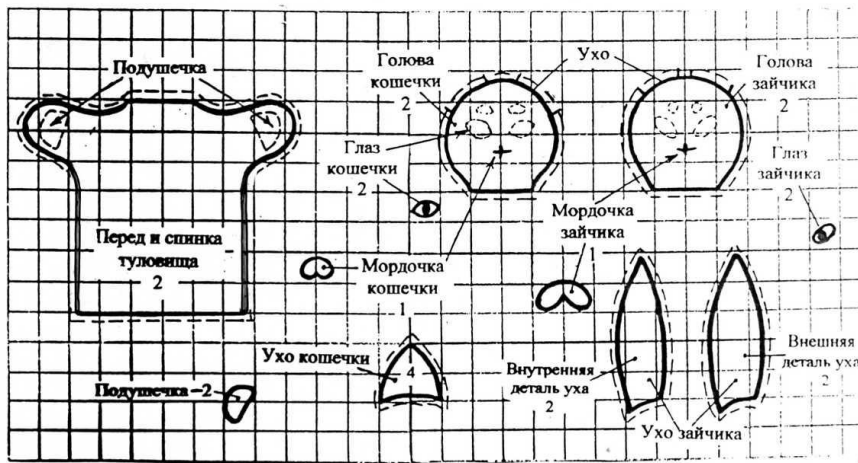 Подушечка
Голова
кошечки
2
Ухо
Голова
зайчика
2
Глаз
кошечки
2
Глаз
зайчика
2
Перед и спинка
туловища
2
Мордочка
зайчика
1
Мордочка
кошечки
1
Ухо кошечки
4
Внутренняя
деталь уха
2
Внешняя
деталь уха
2
Подушечка –2
Ухо зайчика